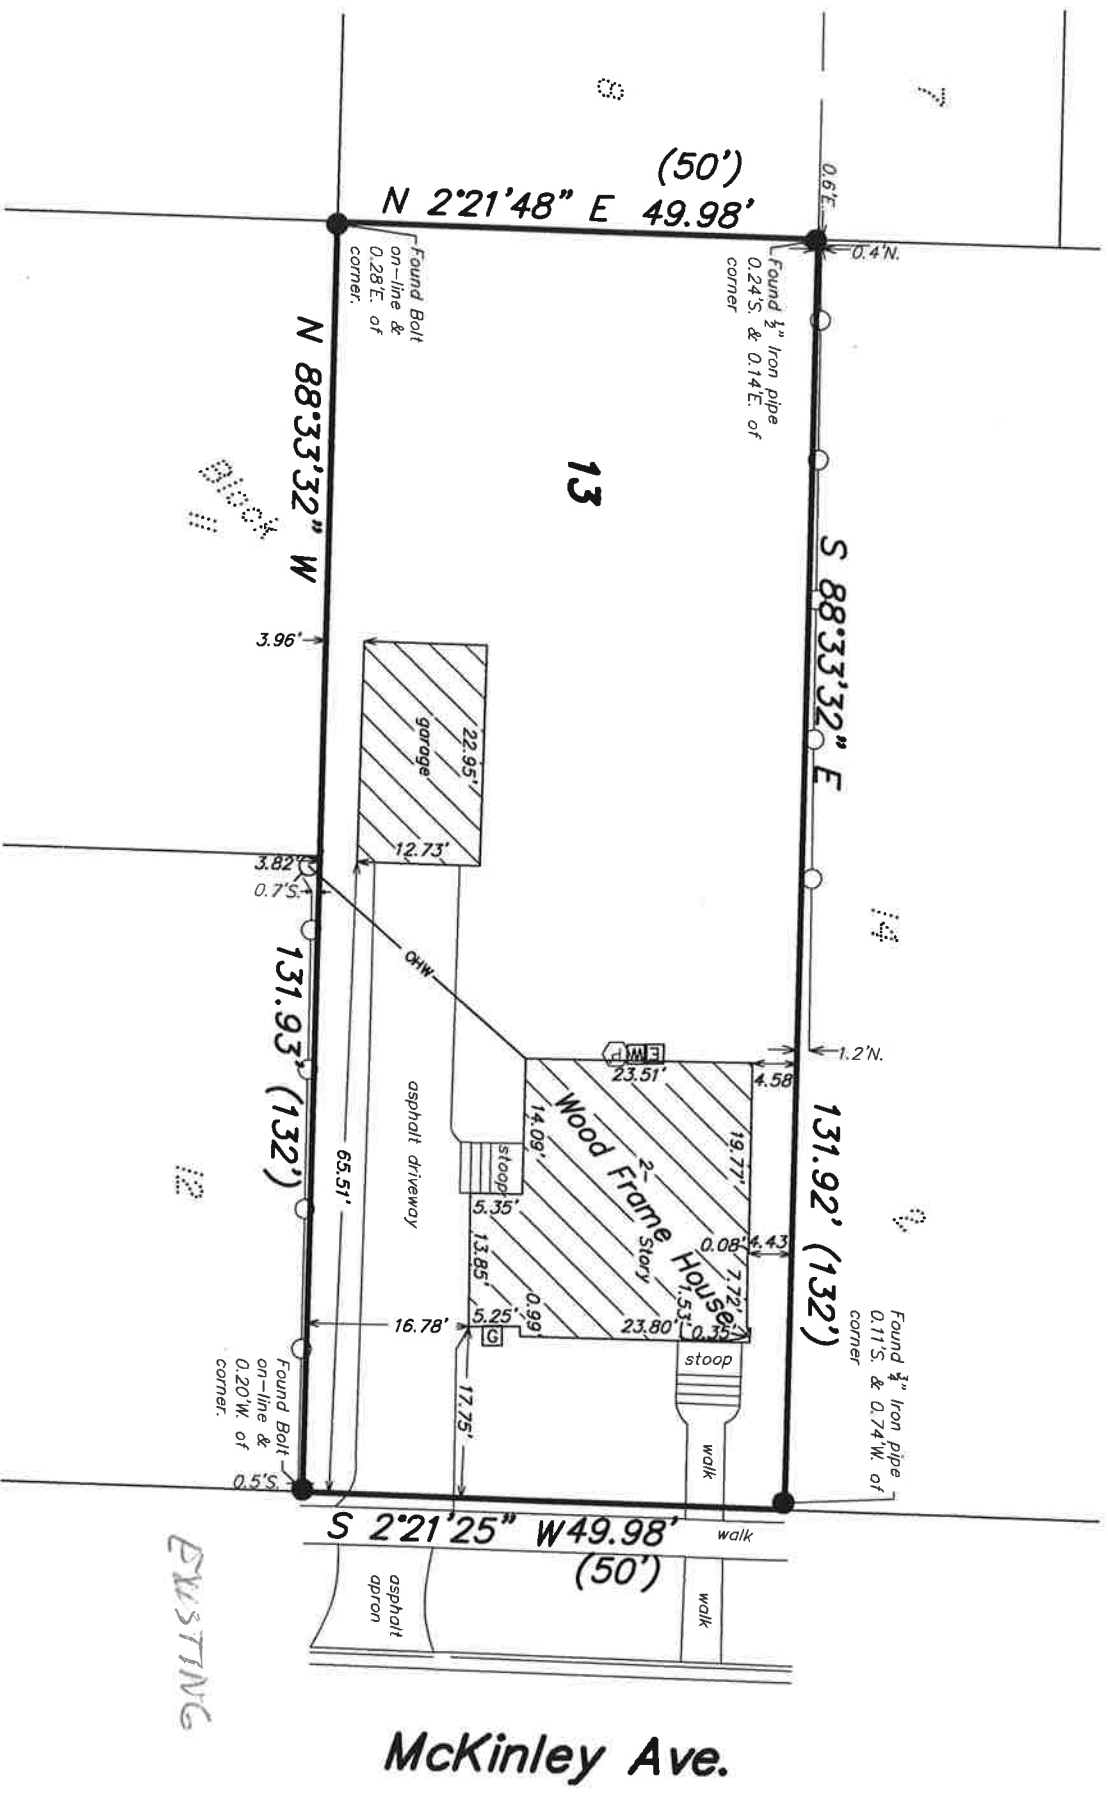 7
8
(50')
N 2°21'48" E 49.98'
0.6'E.
0.4'N.
Found ½" Iron pipe
0.24'S. & 0.14'E. of
corner
Found Bolt
on-line &
0.28'E. of
corner.
S 88°33'32" E
131.92' (132')
N 88°33'32" W
131.93' (132')
13
Block
11
14
2
12
3.96'
garage
22.95'
12.73'
3.82'
0.7'S.
OHW
65.51'
asphalt driveway
E
W
P
23.51'
4.58
1.2'N.
14.09'
19.77'
Wood Frame House
2-
Story
stoop
5.35'
13.85'
0.08'
4.43
7.72'
1.53'
0.35'
5.25'
0.99'
23.80'
G
16.78'
17.75'
stoop
walk
Found ¾" Iron pipe
0.11'S. & 0.74'W. of
corner
Found Bolt
on-line &
0.20'W. of
corner.
0.5'S.
S 2°21'25" W 49.98'
(50')
walk
walk
asphalt
apron
EXISTING
McKinley Ave.